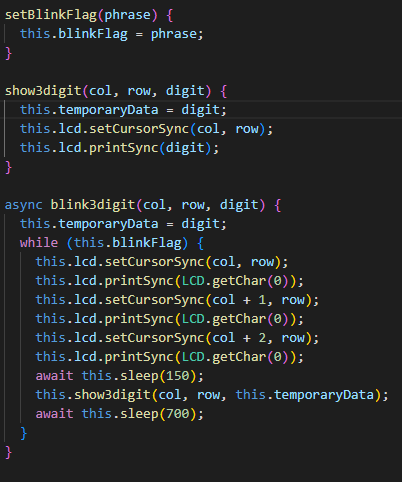 setBlinkFlag(phrase) {
  this.blinkFlag = phrase;
}

show3digit(col, row, digit) {
  this.temporaryData = digit;
  this.lcd.setCursorSync(col, row);
  this.lcd.printSync(digit);
}

async blink3digit(col, row, digit) {
  this.temporaryData = digit;
  while (this.blinkFlag) {
    this.lcd.setCursorSync(col, row);
    this.lcd.printSync(LCD.getChar(0));
    this.lcd.setCursorSync(col + 1, row);
    this.lcd.printSync(LCD.getChar(0));
    this.lcd.setCursorSync(col + 2, row);
    this.lcd.printSync(LCD.getChar(0));
    await this.sleep(150);
    this.show3digit(col, row, this.temporaryData);
    await this.sleep(700);
  }
}